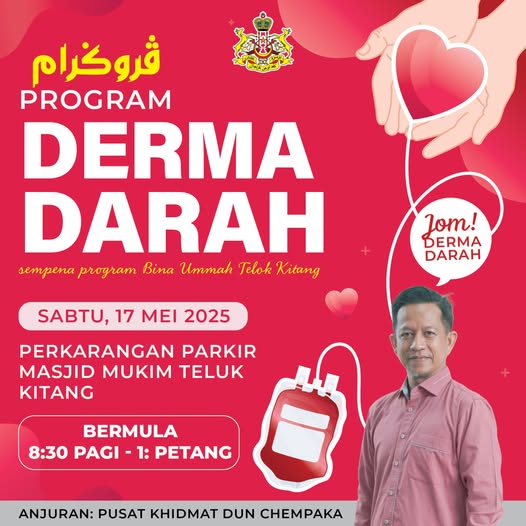 ڤروݢرام
PROGRAM
DERMA
DARAH
sempena program Bina Ummah Telok Kitang
SABTU, 17 MEI 2025
PERKARANGAN PARKIR
MASJID MUKIM TELUK
KITANG
BERMULA
8:30 PAGI - 1: PETANG
Jom!
DERMA
DARAH
ANJURAN: PUSAT KHIDMAT DUN CHEMPAKA